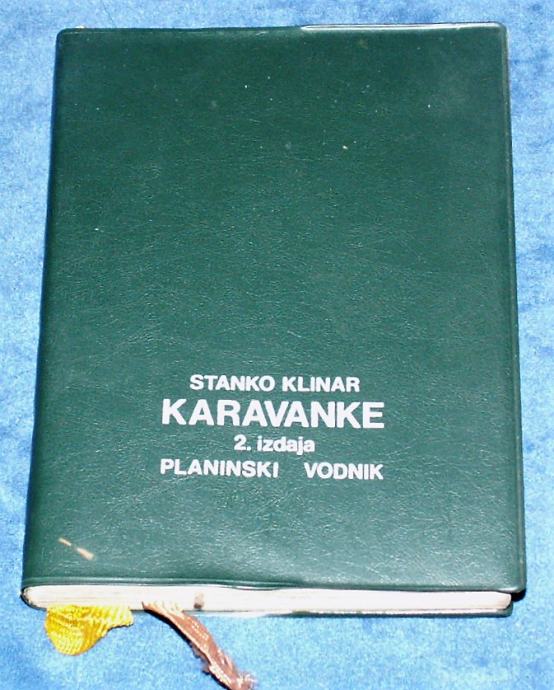 STANKO KLINAR
KARAVANKE
2. izdaja
PLANINSKI VODNIK